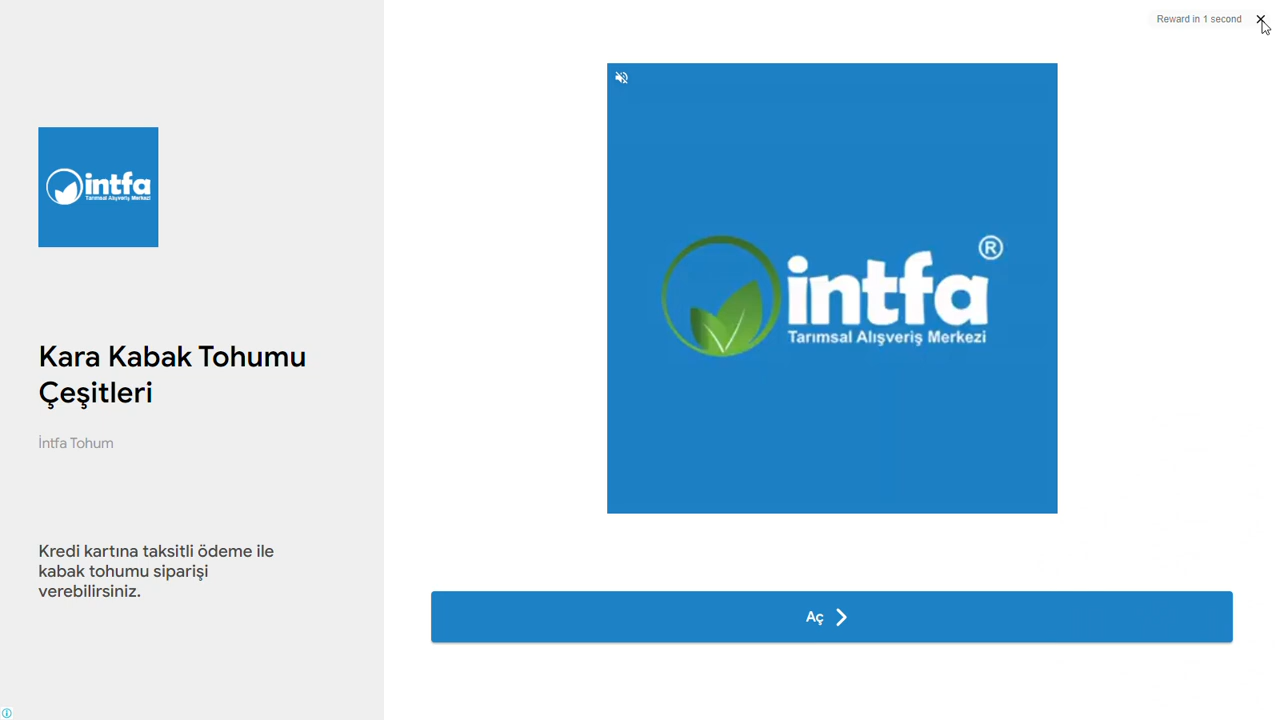 Reward in 1 second
intfa
Tarımsal Alışveriş Merkezi
intfa ®
Tarımsal Alışveriş Merkezi
Kara Kabak Tohumu
Çeşitleri
İntfa Tohum
Kredi kartına taksitli ödeme ile
kabak tohumu siparişi
verebilirsiniz.
Aç